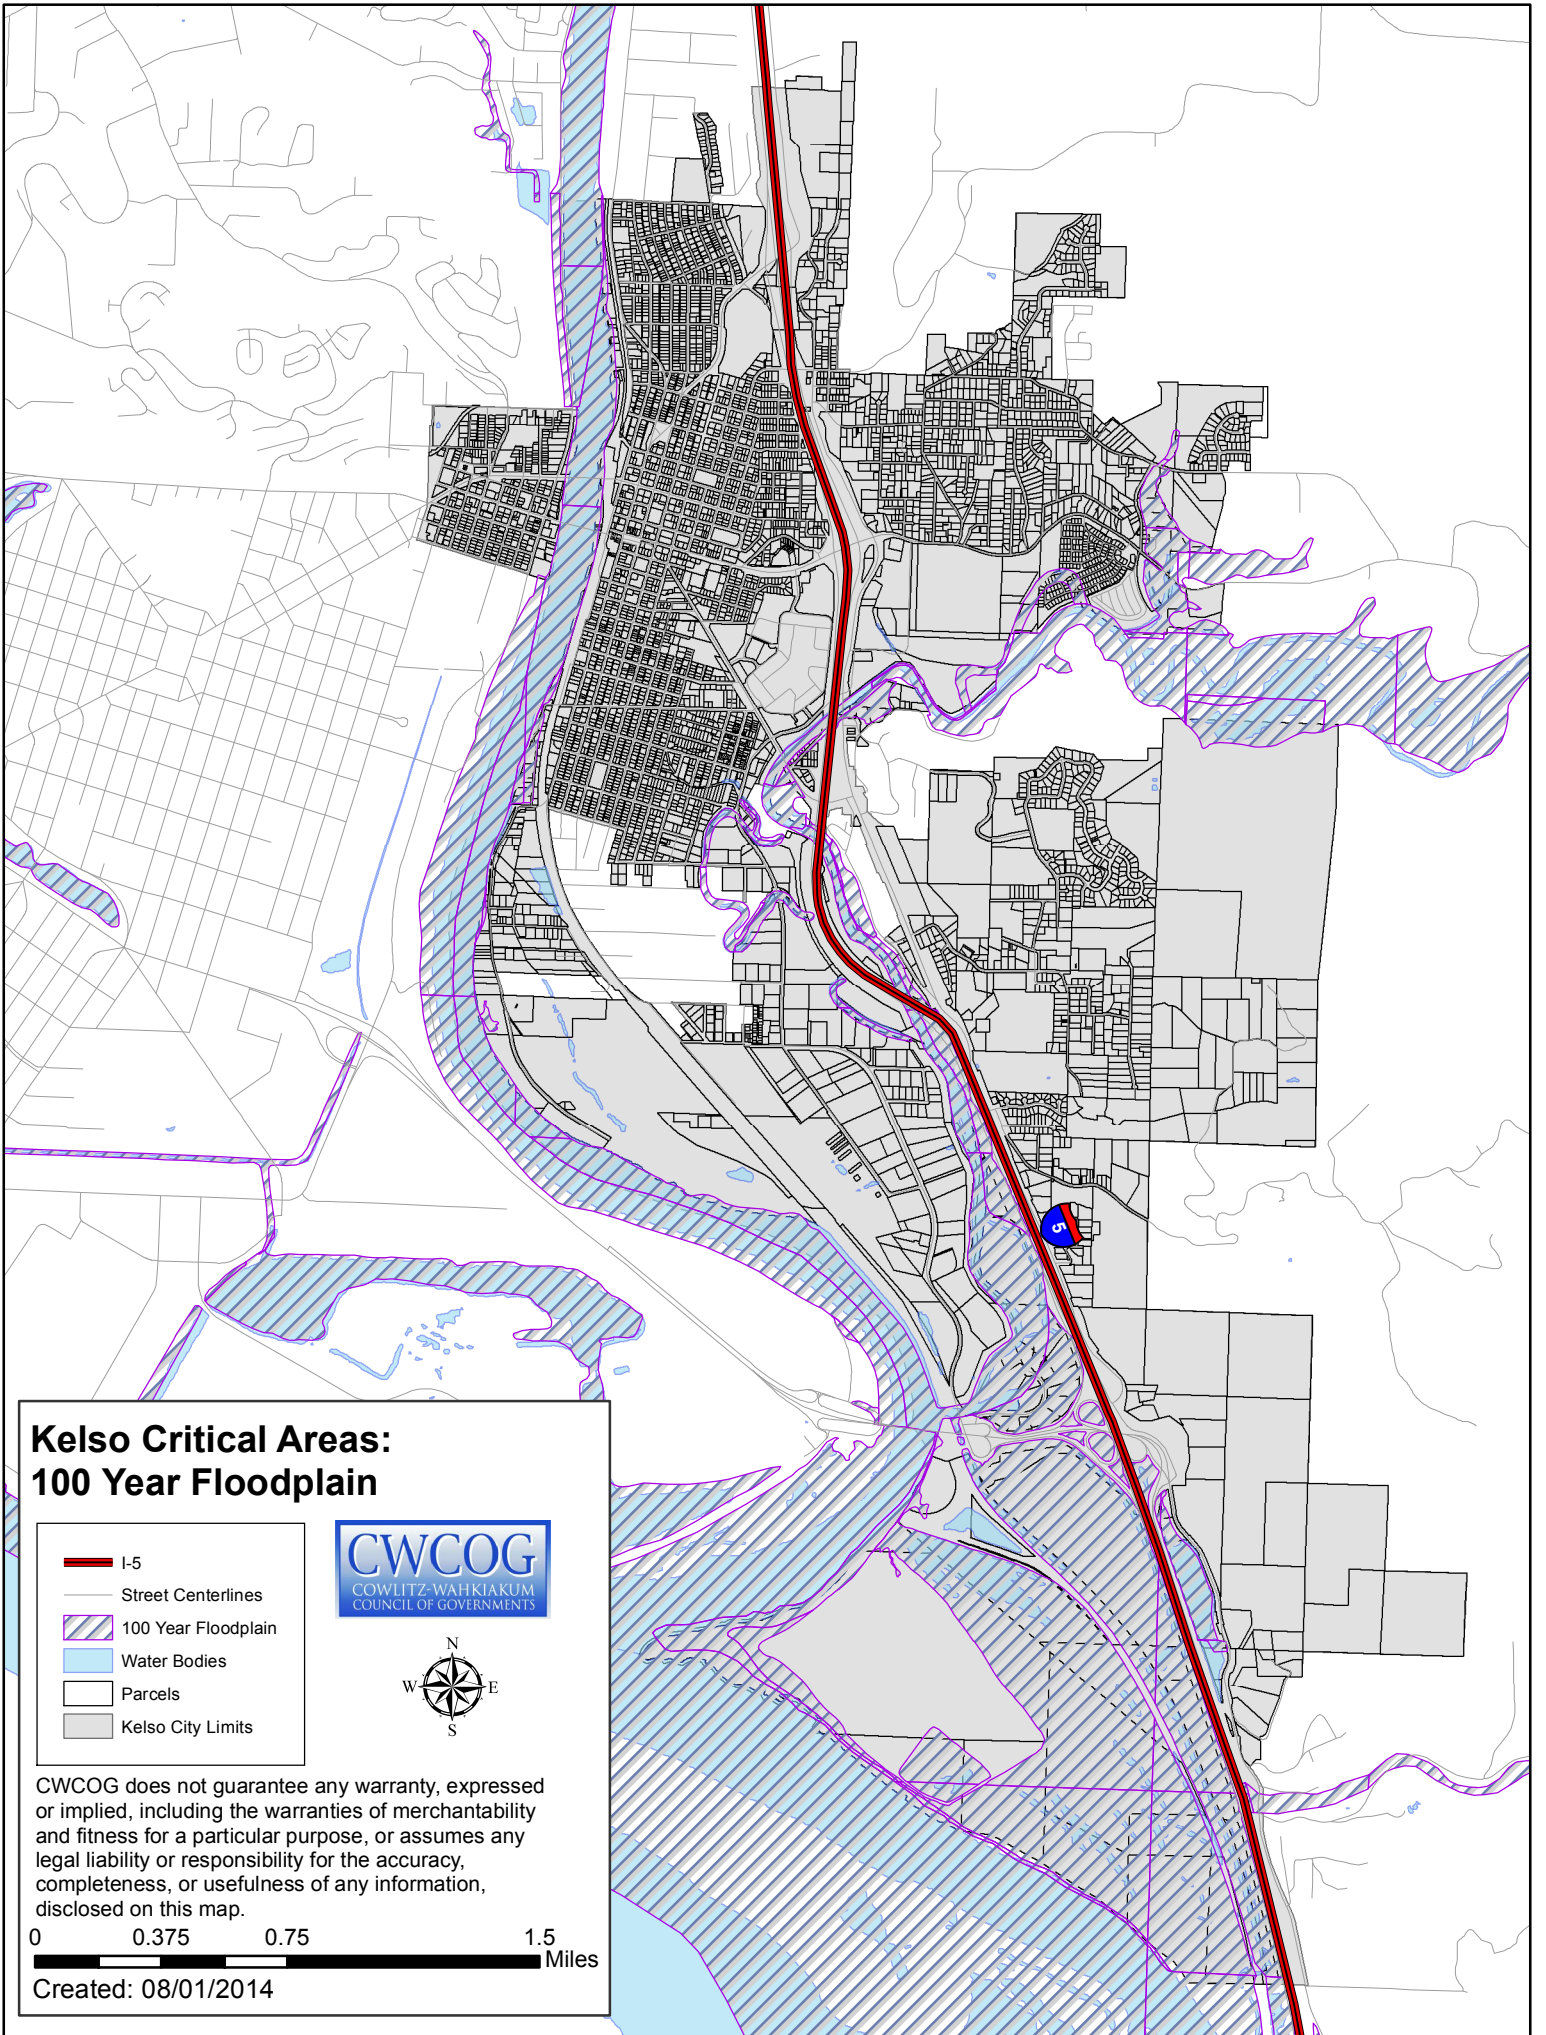 5
Kelso Critical Areas:
100 Year Floodplain
I-5
Street Centerlines
100 Year Floodplain
Water Bodies
Parcels
Kelso City Limits
CWCOG
COWLITZ-WAHKIAKUM
COUNCIL OF GOVERNMENTS
N
W E
S
CWCOG does not guarantee any warranty, expressed
or implied, including the warranties of merchantability
and fitness for a particular purpose, or assumes any
legal liability or responsibility for the accuracy,
completeness, or usefulness of any information,
disclosed on this map.
0 0.375 0.75 1.5
Miles
Created: 08/01/2014